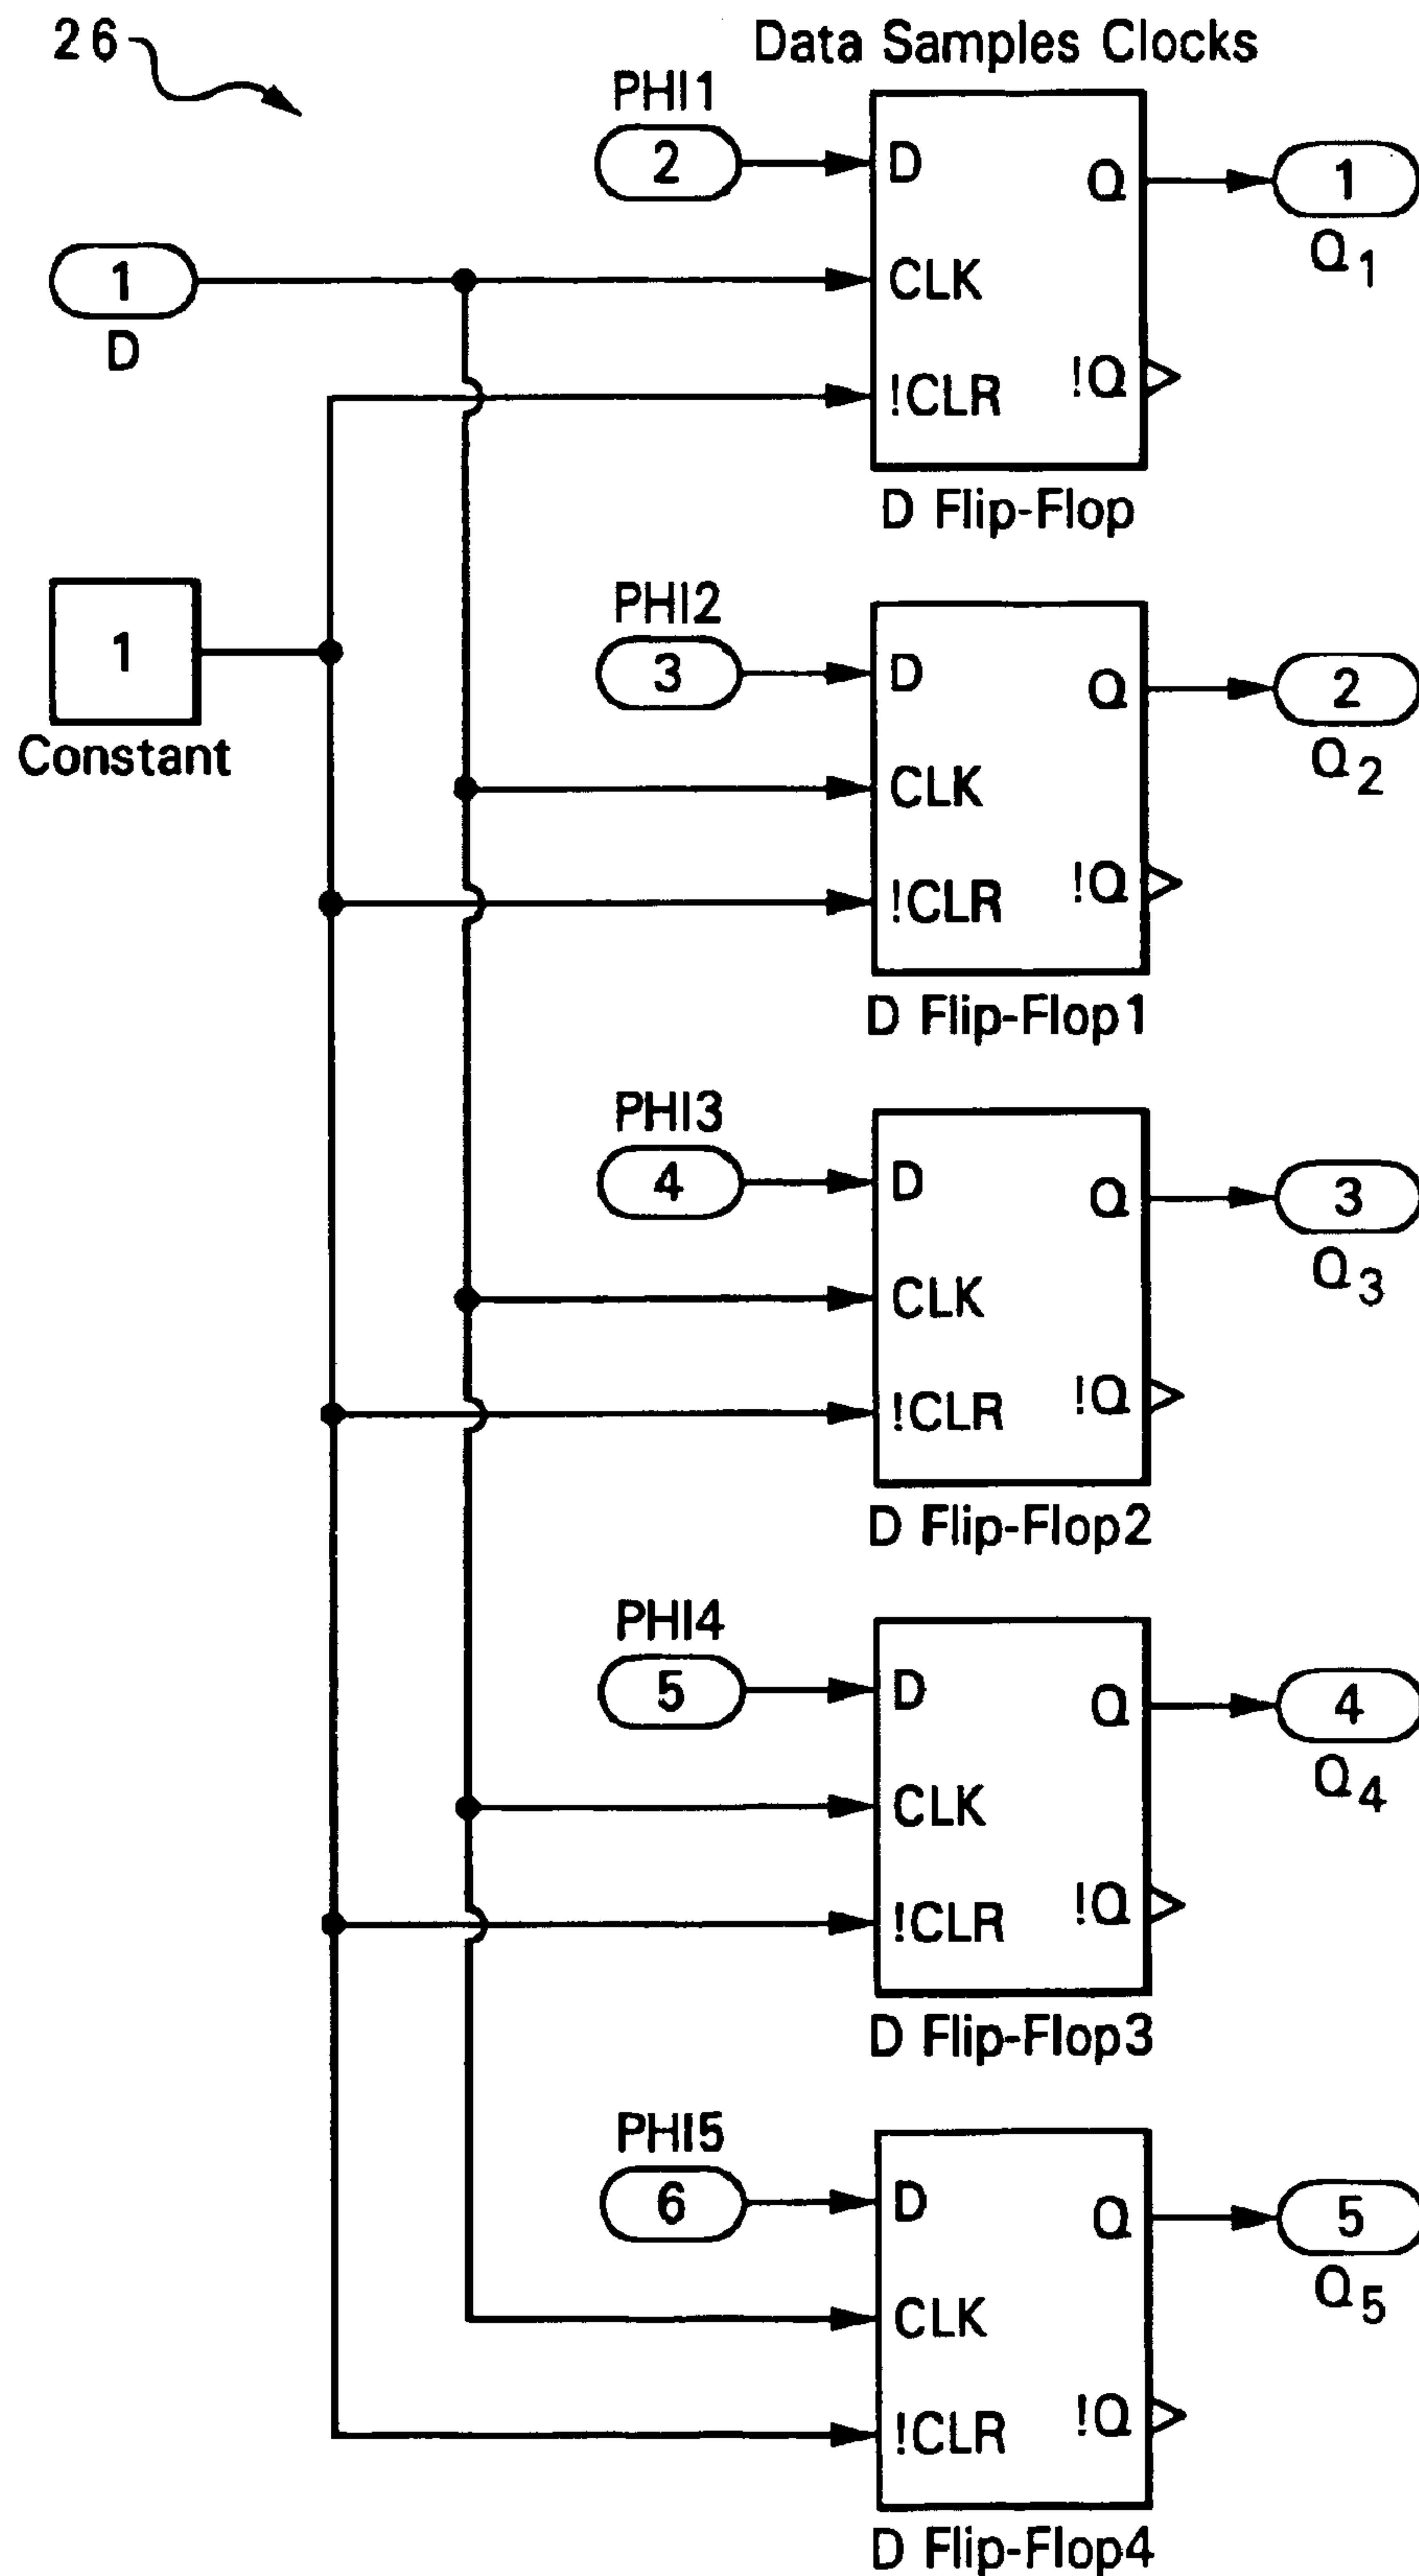 26
Data Samples Clocks
PHI1
2
D
Q
1
Q1
1
D
CLK
!CLR
!Q
D Flip-Flop
1
Constant
PHI2
3
D
Q
2
Q2
CLK
!CLR
!Q
D Flip-Flop1
PHI3
4
D
Q
3
Q3
CLK
!CLR
!Q
D Flip-Flop2
PHI4
5
D
Q
4
Q4
CLK
!CLR
!Q
D Flip-Flop3
PHI5
6
D
Q
5
Q5
CLK
!CLR
!Q
D Flip-Flop4